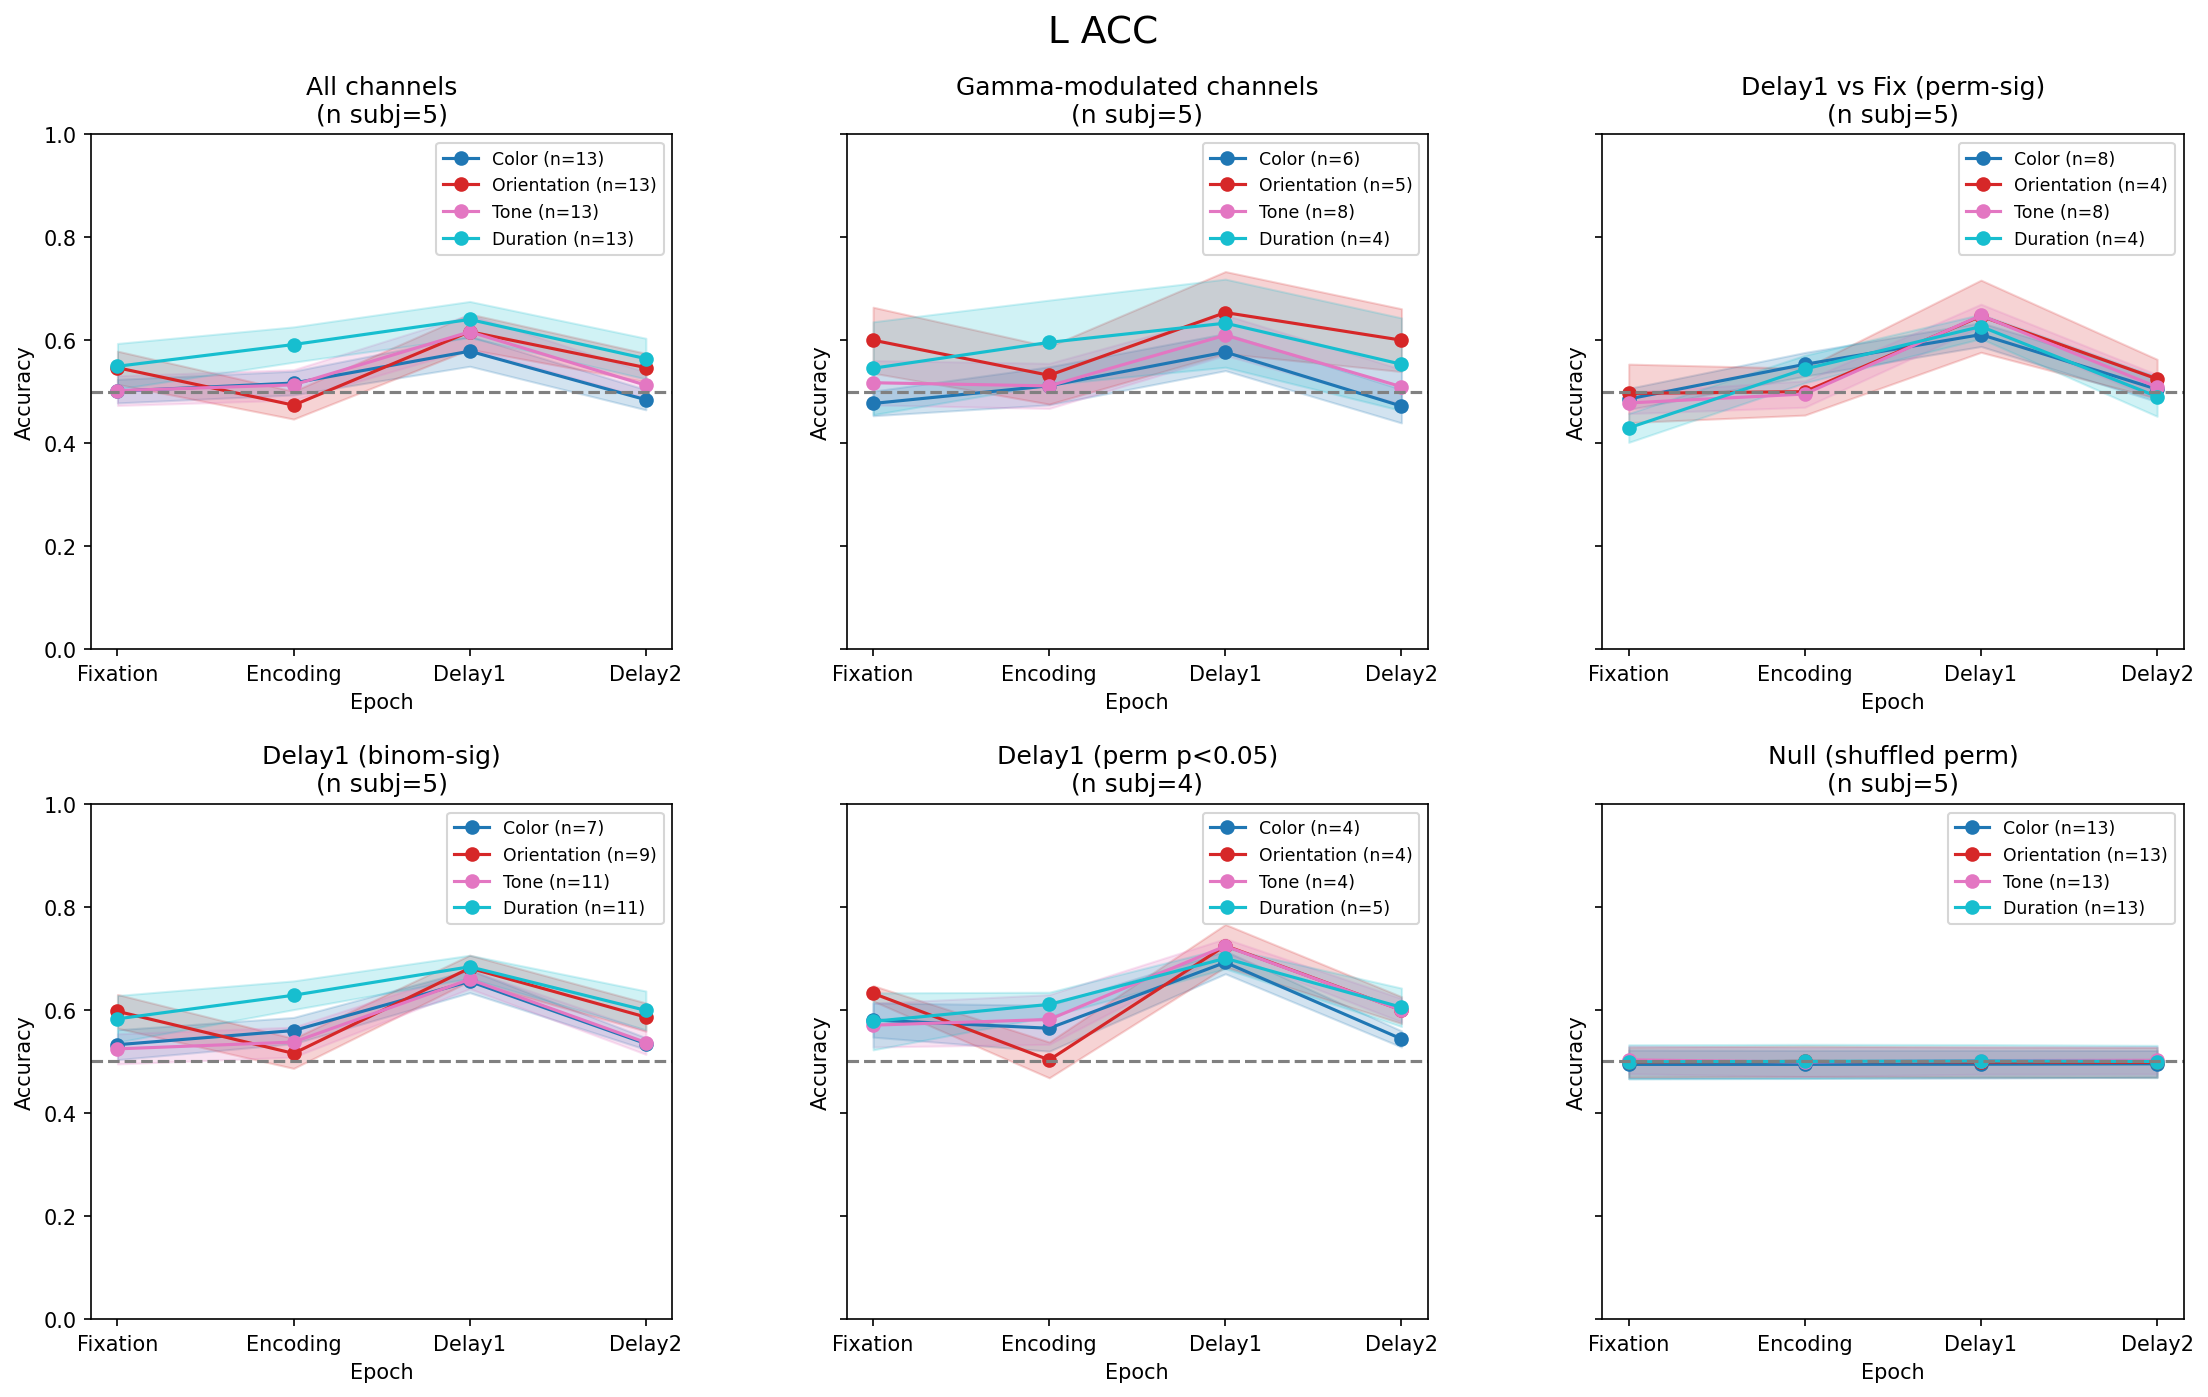 L ACC
All channels
(n subj=5)
1.0
0.8
0.6
0.4
0.2
0.0
Accuracy
Color (n=13)
Orientation (n=13)
Tone (n=13)
Duration (n=13)
Fixation Encoding Delay1 Delay2
Epoch
Gamma-modulated channels
(n subj=5)
Accuracy
Color (n=6)
Orientation (n=5)
Tone (n=8)
Duration (n=4)
Fixation Encoding Delay1 Delay2
Epoch
Delay1 vs Fix (perm-sig)
(n subj=5)
Accuracy
Color (n=8)
Orientation (n=4)
Tone (n=8)
Duration (n=4)
Fixation Encoding Delay1 Delay2
Epoch
Delay1 (binom-sig)
(n subj=5)
1.0
0.8
0.6
0.4
0.2
0.0
Accuracy
Color (n=7)
Orientation (n=9)
Tone (n=11)
Duration (n=11)
Fixation Encoding Delay1 Delay2
Epoch
Delay1 (perm p<0.05)
(n subj=4)
Accuracy
Color (n=4)
Orientation (n=4)
Tone (n=4)
Duration (n=5)
Fixation Encoding Delay1 Delay2
Epoch
Null (shuffled perm)
(n subj=5)
Accuracy
Color (n=13)
Orientation (n=13)
Tone (n=13)
Duration (n=13)
Fixation Encoding Delay1 Delay2
Epoch